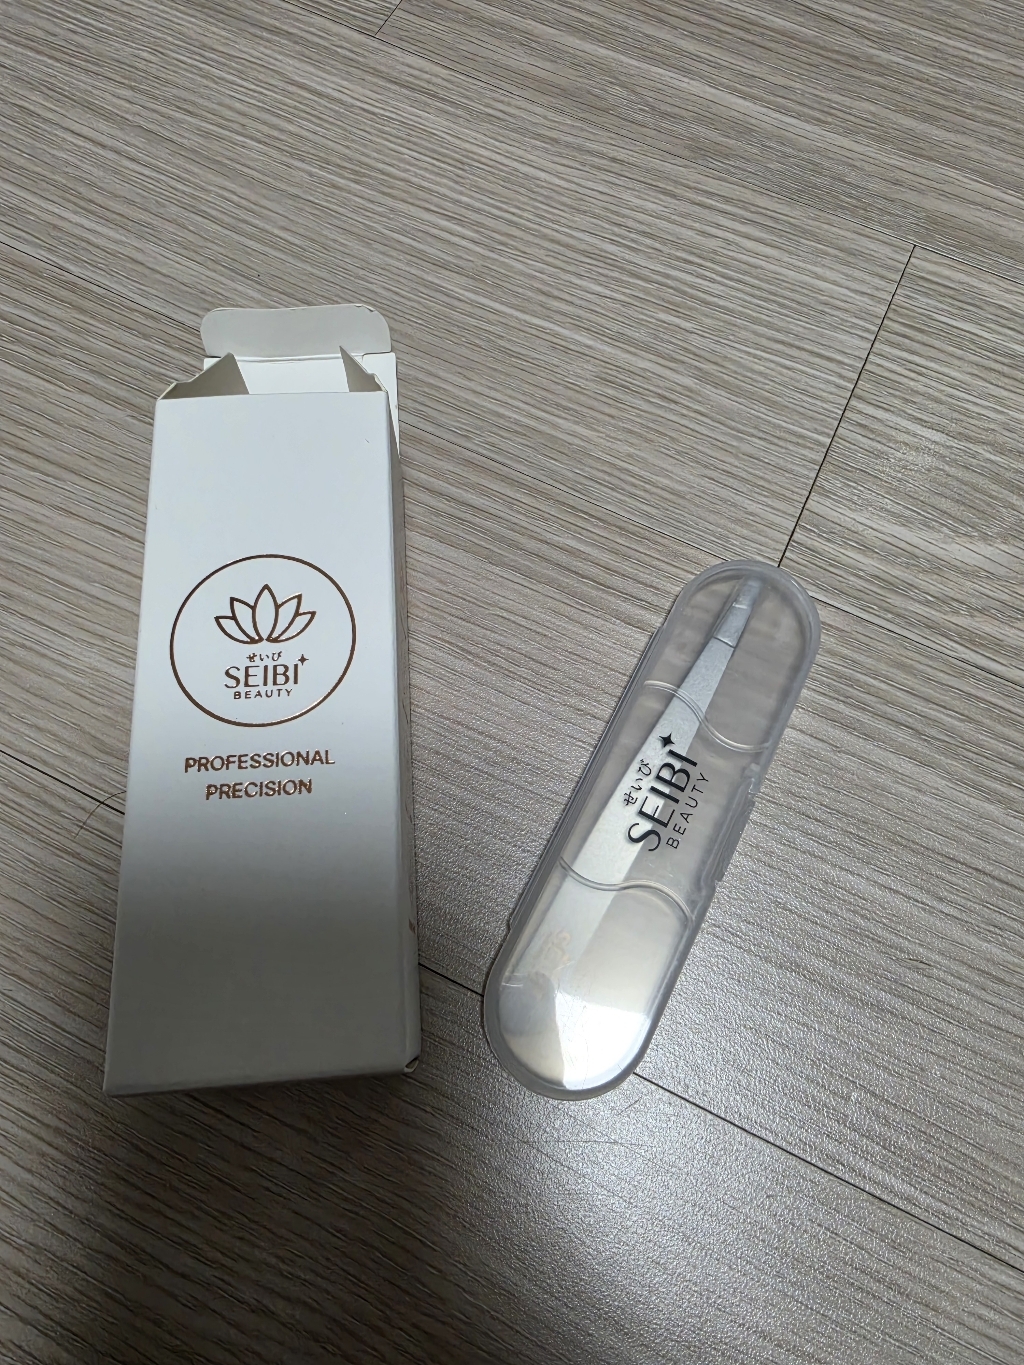 せいび
SEIBI
BEAUTY
PROFESSIONAL
PRECISION
せいび
SEIBI
BEAUTY